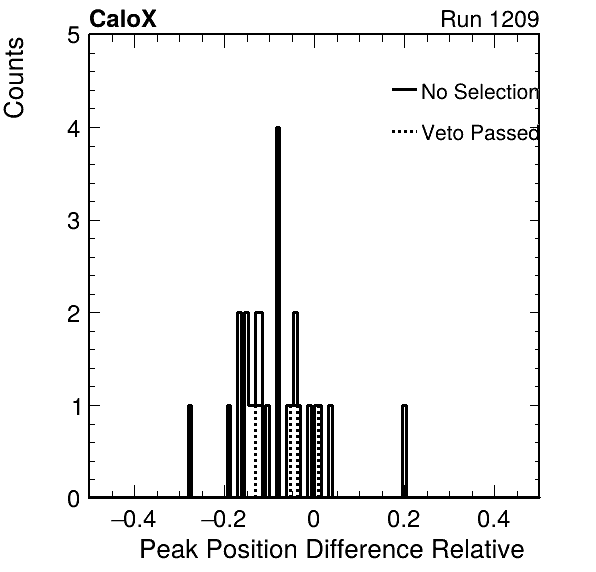 CaloX Run 1209
Counts
5
4
3
2
1
0
No Selection
Veto Passed
−0.4 −0.2 0 0.2 0.4
Peak Position Difference Relative